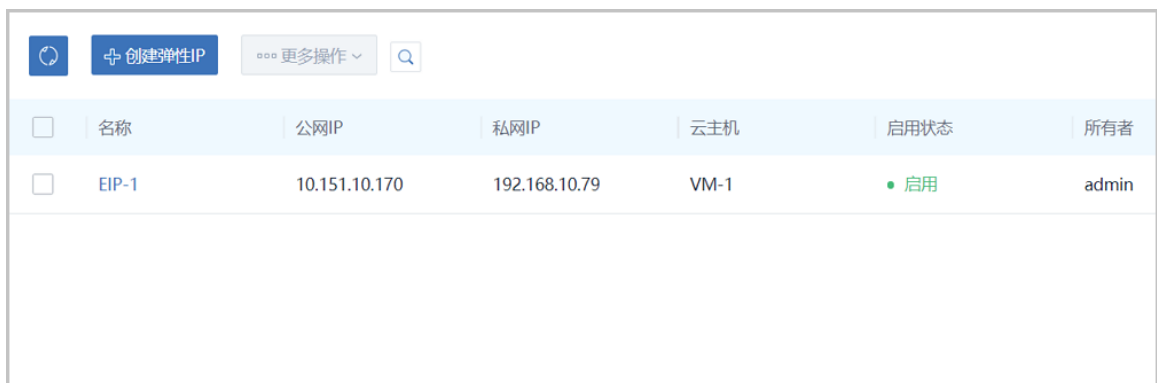 创建弹性IP 更多操作
名称 公网IP 私网IP 云主机 启用状态 所有者
EIP-1 10.151.10.170 192.168.10.79 VM-1 启用 admin